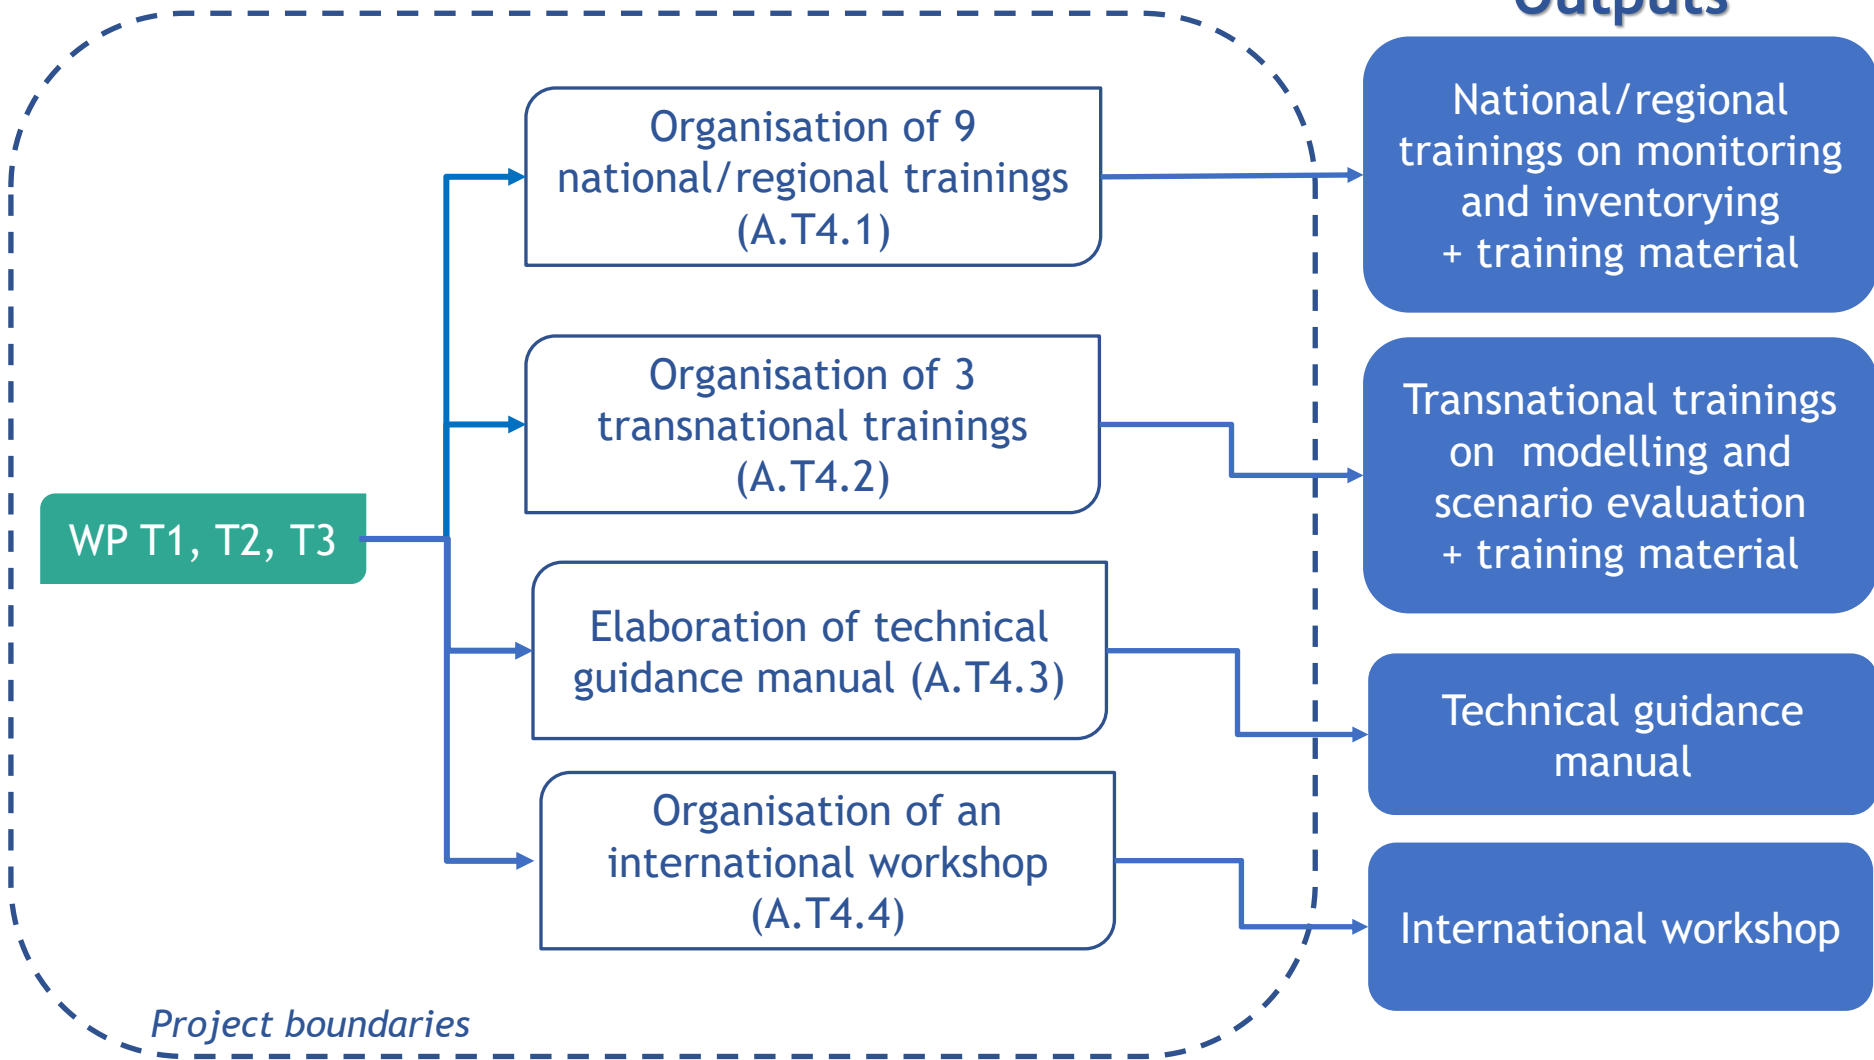 Outputs
Organisation of 9
national/regional trainings
(A.T4.1)
National/regional
trainings on monitoring
and inventorying
+ training material
Organisation of 3
transnational trainings
(A.T4.2)
Transnational trainings
on modelling and
scenario evaluation
+ training material
WP T1, T2, T3
Elaboration of technical
guidance manual (A.T4.3)
Technical guidance
manual
Organisation of an
international workshop
(A.T4.4)
International workshop
Project boundaries